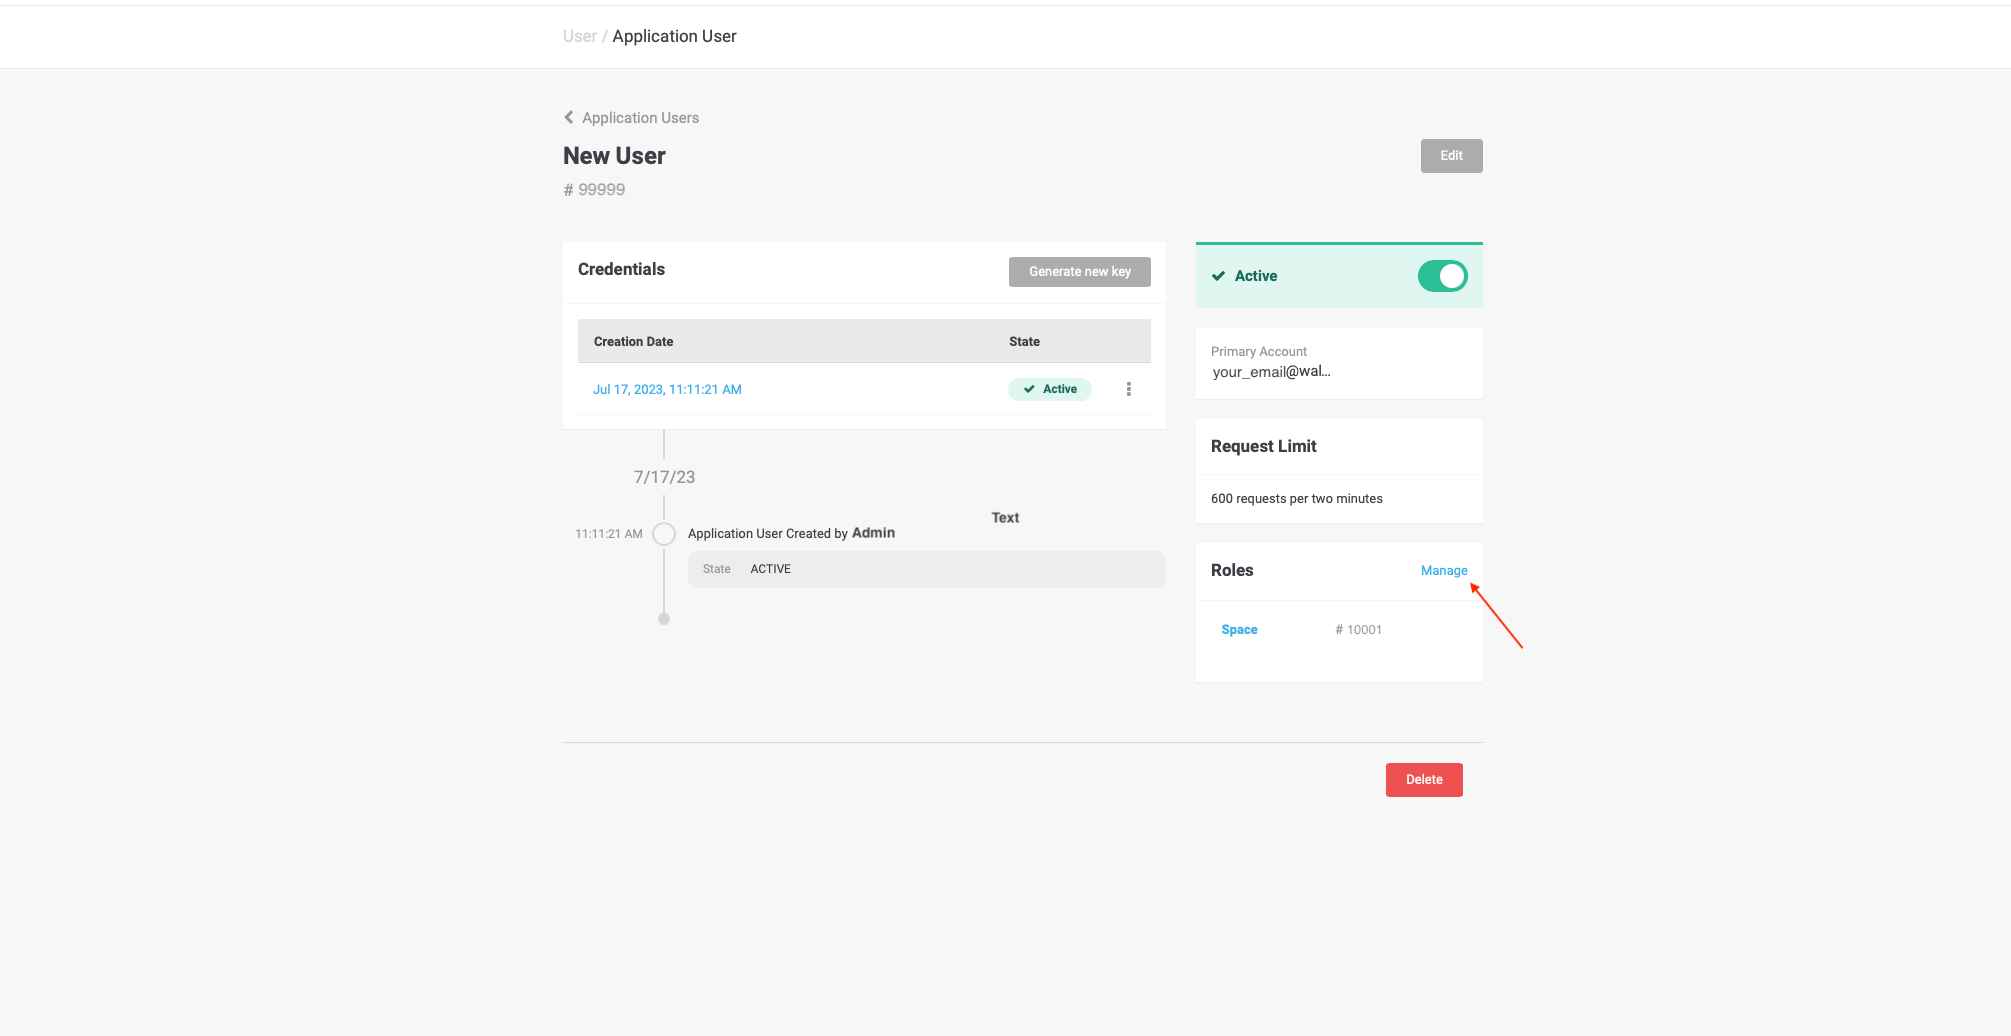 User / Application User
Application Users
New User
Edit
# 99999
Credentials
Generate new key
Creation Date State
Jul 17, 2023, 11:11:21 AM Active
7/17/23
Text
11:11:21 AM Application User Created by Admin
State ACTIVE
Active
Primary Account
your_email@wal...
Request Limit
600 requests per two minutes
Roles Manage
Space # 10001
Delete